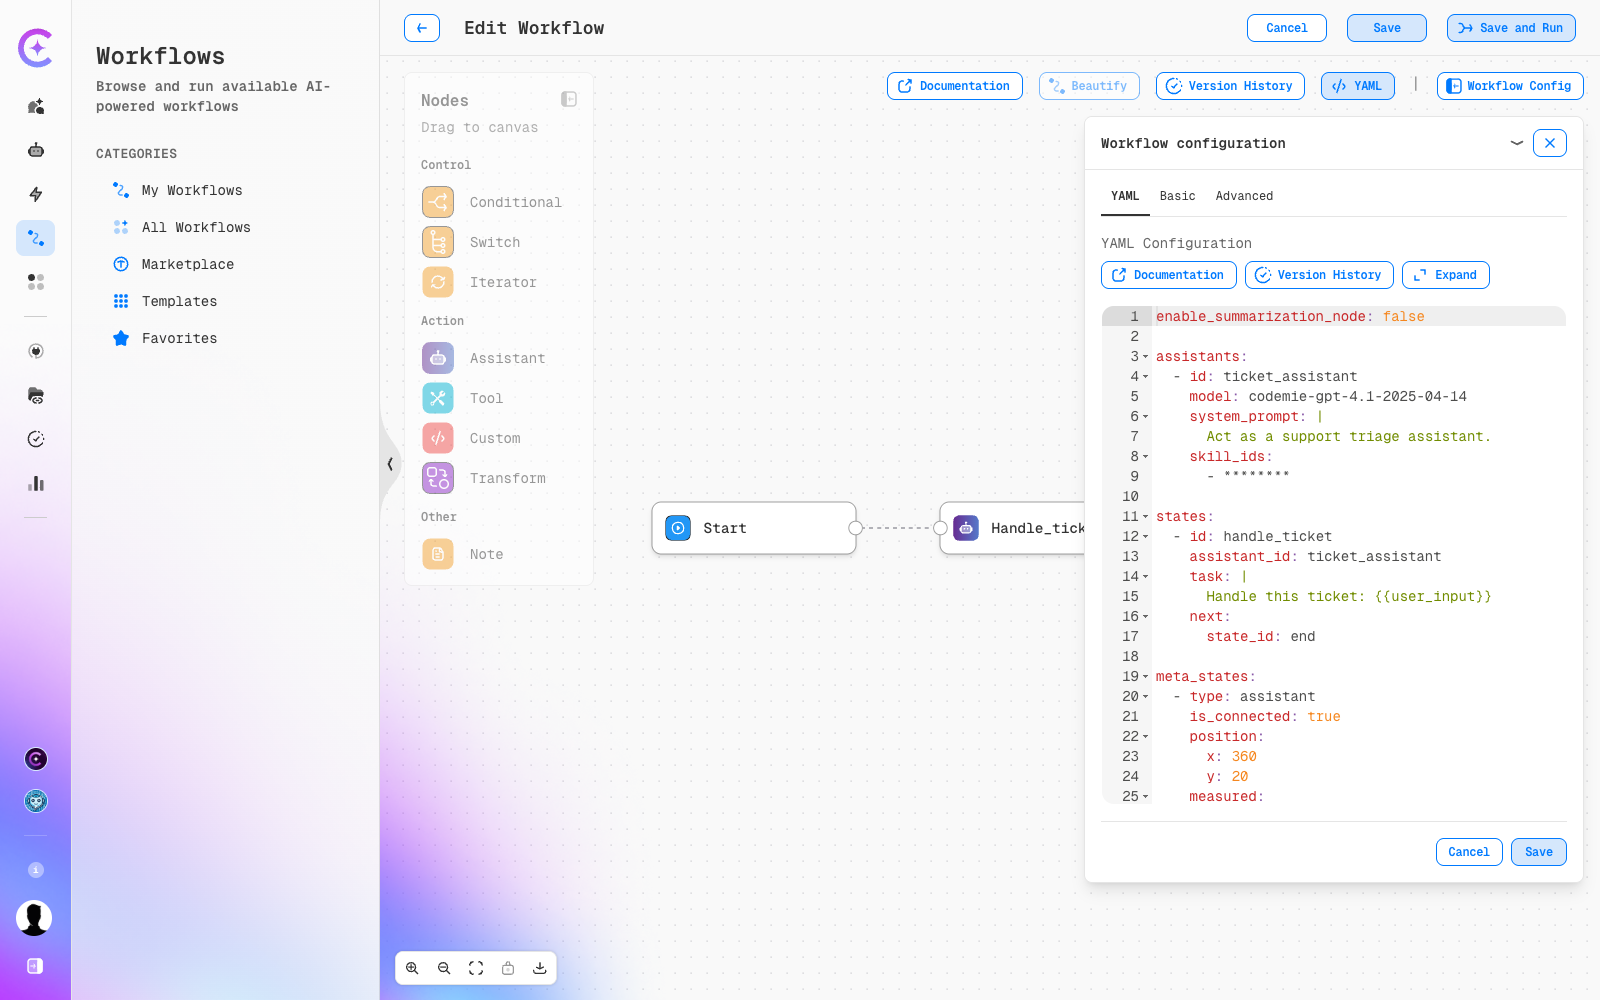 Workflows
Browse and run available AI-
powered workflows
CATEGORIES
My Workflows
All Workflows
Marketplace
Templates
Favorites
Edit Workflow
Cancel
Save
Save and Run
Documentation
Beautify
Version History
YAML
|
Workflow Config
Nodes
Drag to canvas
Control
Conditional
Switch
Iterator
Action
Assistant
Tool
Custom
Transform
Other
Note
Start
Handle_tick
Workflow configuration
YAML
Basic
Advanced
YAML Configuration
Documentation
Version History
Expand
1 enable_summarization_node: false
2
3 assistants:
4 - id: ticket_assistant
5 model: codemie-gpt-4.1-2025-04-14
6 system_prompt: |
7 Act as a support triage assistant.
8 skill_ids:
9 - ********
10
11 states:
12 - id: handle_ticket
13 assistant_id: ticket_assistant
14 task: |
15 Handle this ticket: {{user_input}}
16 next:
17 state_id: end
18
19 meta_states:
20 - type: assistant
21 is_connected: true
22 position:
23 x: 360
24 y: 20
25 measured:
Cancel
Save